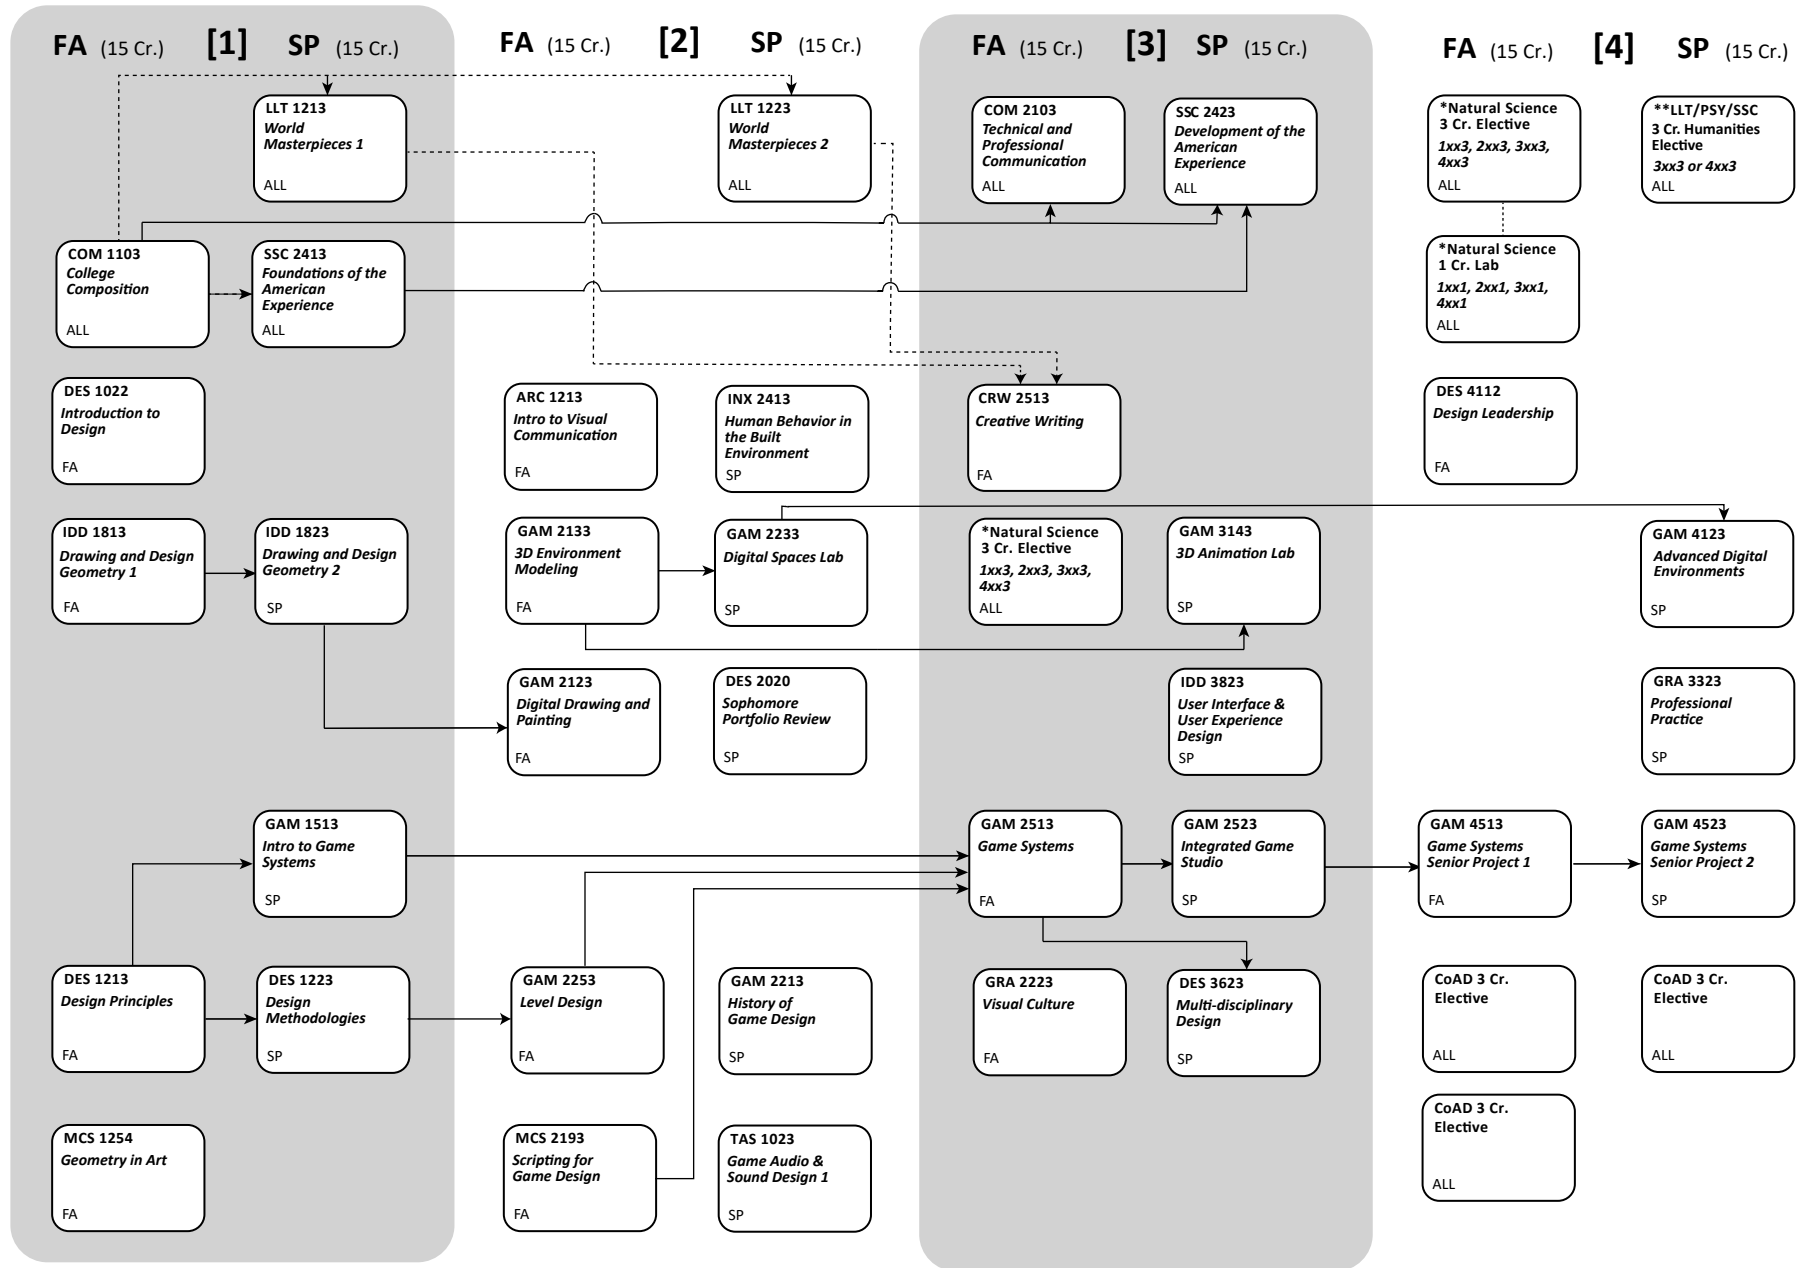 FA (15 Cr.) [1] SP (15 Cr.)
FA (15 Cr.) [2] SP (15 Cr.)
FA (15 Cr.) [3] SP (15 Cr.)
FA (15 Cr.) [4] SP (15 Cr.)
LLT 1213
World
Masterpieces 1
ALL
LLT 1223
World
Masterpieces 2
ALL
COM 2103
Technical and
Professional
Communication
ALL
SSC 2423
Development of the
American
Experience
ALL
*Natural Science
3 Cr. Elective
1xx3, 2xx3, 3xx3,
4xx3
ALL
**LLT/PSY/SSC
3 Cr. Humanities
Elective
3xx3 or 4xx3
ALL
COM 1103
College
Composition
ALL
SSC 2413
Foundations of the
American
Experience
ALL
*Natural Science
1 Cr. Lab
1xx1, 2xx1, 3xx1,
4xx1
ALL
DES 1022
Introduction to
Design
FA
ARC 1213
Intro to Visual
Communication
FA
INX 2413
Human Behavior in
the Built
Environment
SP
CRW 2513
Creative Writing
FA
DES 4112
Design Leadership
FA
IDD 1813
Drawing and Design
Geometry 1
FA
IDD 1823
Drawing and Design
Geometry 2
SP
GAM 2133
3D Environment
Modeling
FA
GAM 2233
Digital Spaces Lab
SP
*Natural Science
3 Cr. Elective
1xx3, 2xx3, 3xx3,
4xx3
ALL
GAM 3143
3D Animation Lab
SP
GAM 4123
Advanced Digital
Environments
SP
GAM 2123
Digital Drawing and
Painting
FA
DES 2020
Sophomore
Portfolio Review
SP
IDD 3823
User Interface &
User Experience
Design
SP
GRA 3323
Professional
Practice
SP
GAM 1513
Intro to Game
Systems
SP
GAM 2513
Game Systems
FA
GAM 2523
Integrated Game
Studio
SP
GAM 4513
Game Systems
Senior Project 1
FA
GAM 4523
Game Systems
Senior Project 2
SP
DES 1213
Design Principles
FA
DES 1223
Design
Methodologies
SP
GAM 2253
Level Design
FA
GAM 2213
History of
Game Design
SP
GRA 2223
Visual Culture
FA
DES 3623
Multi-disciplinary
Design
SP
CoAD 3 Cr.
Elective
ALL
CoAD 3 Cr.
Elective
ALL
MCS 1254
Geometry in Art
FA
MCS 2193
Scripting for
Game Design
FA
TAS 1023
Game Audio &
Sound Design 1
SP
CoAD 3 Cr.
Elective
ALL